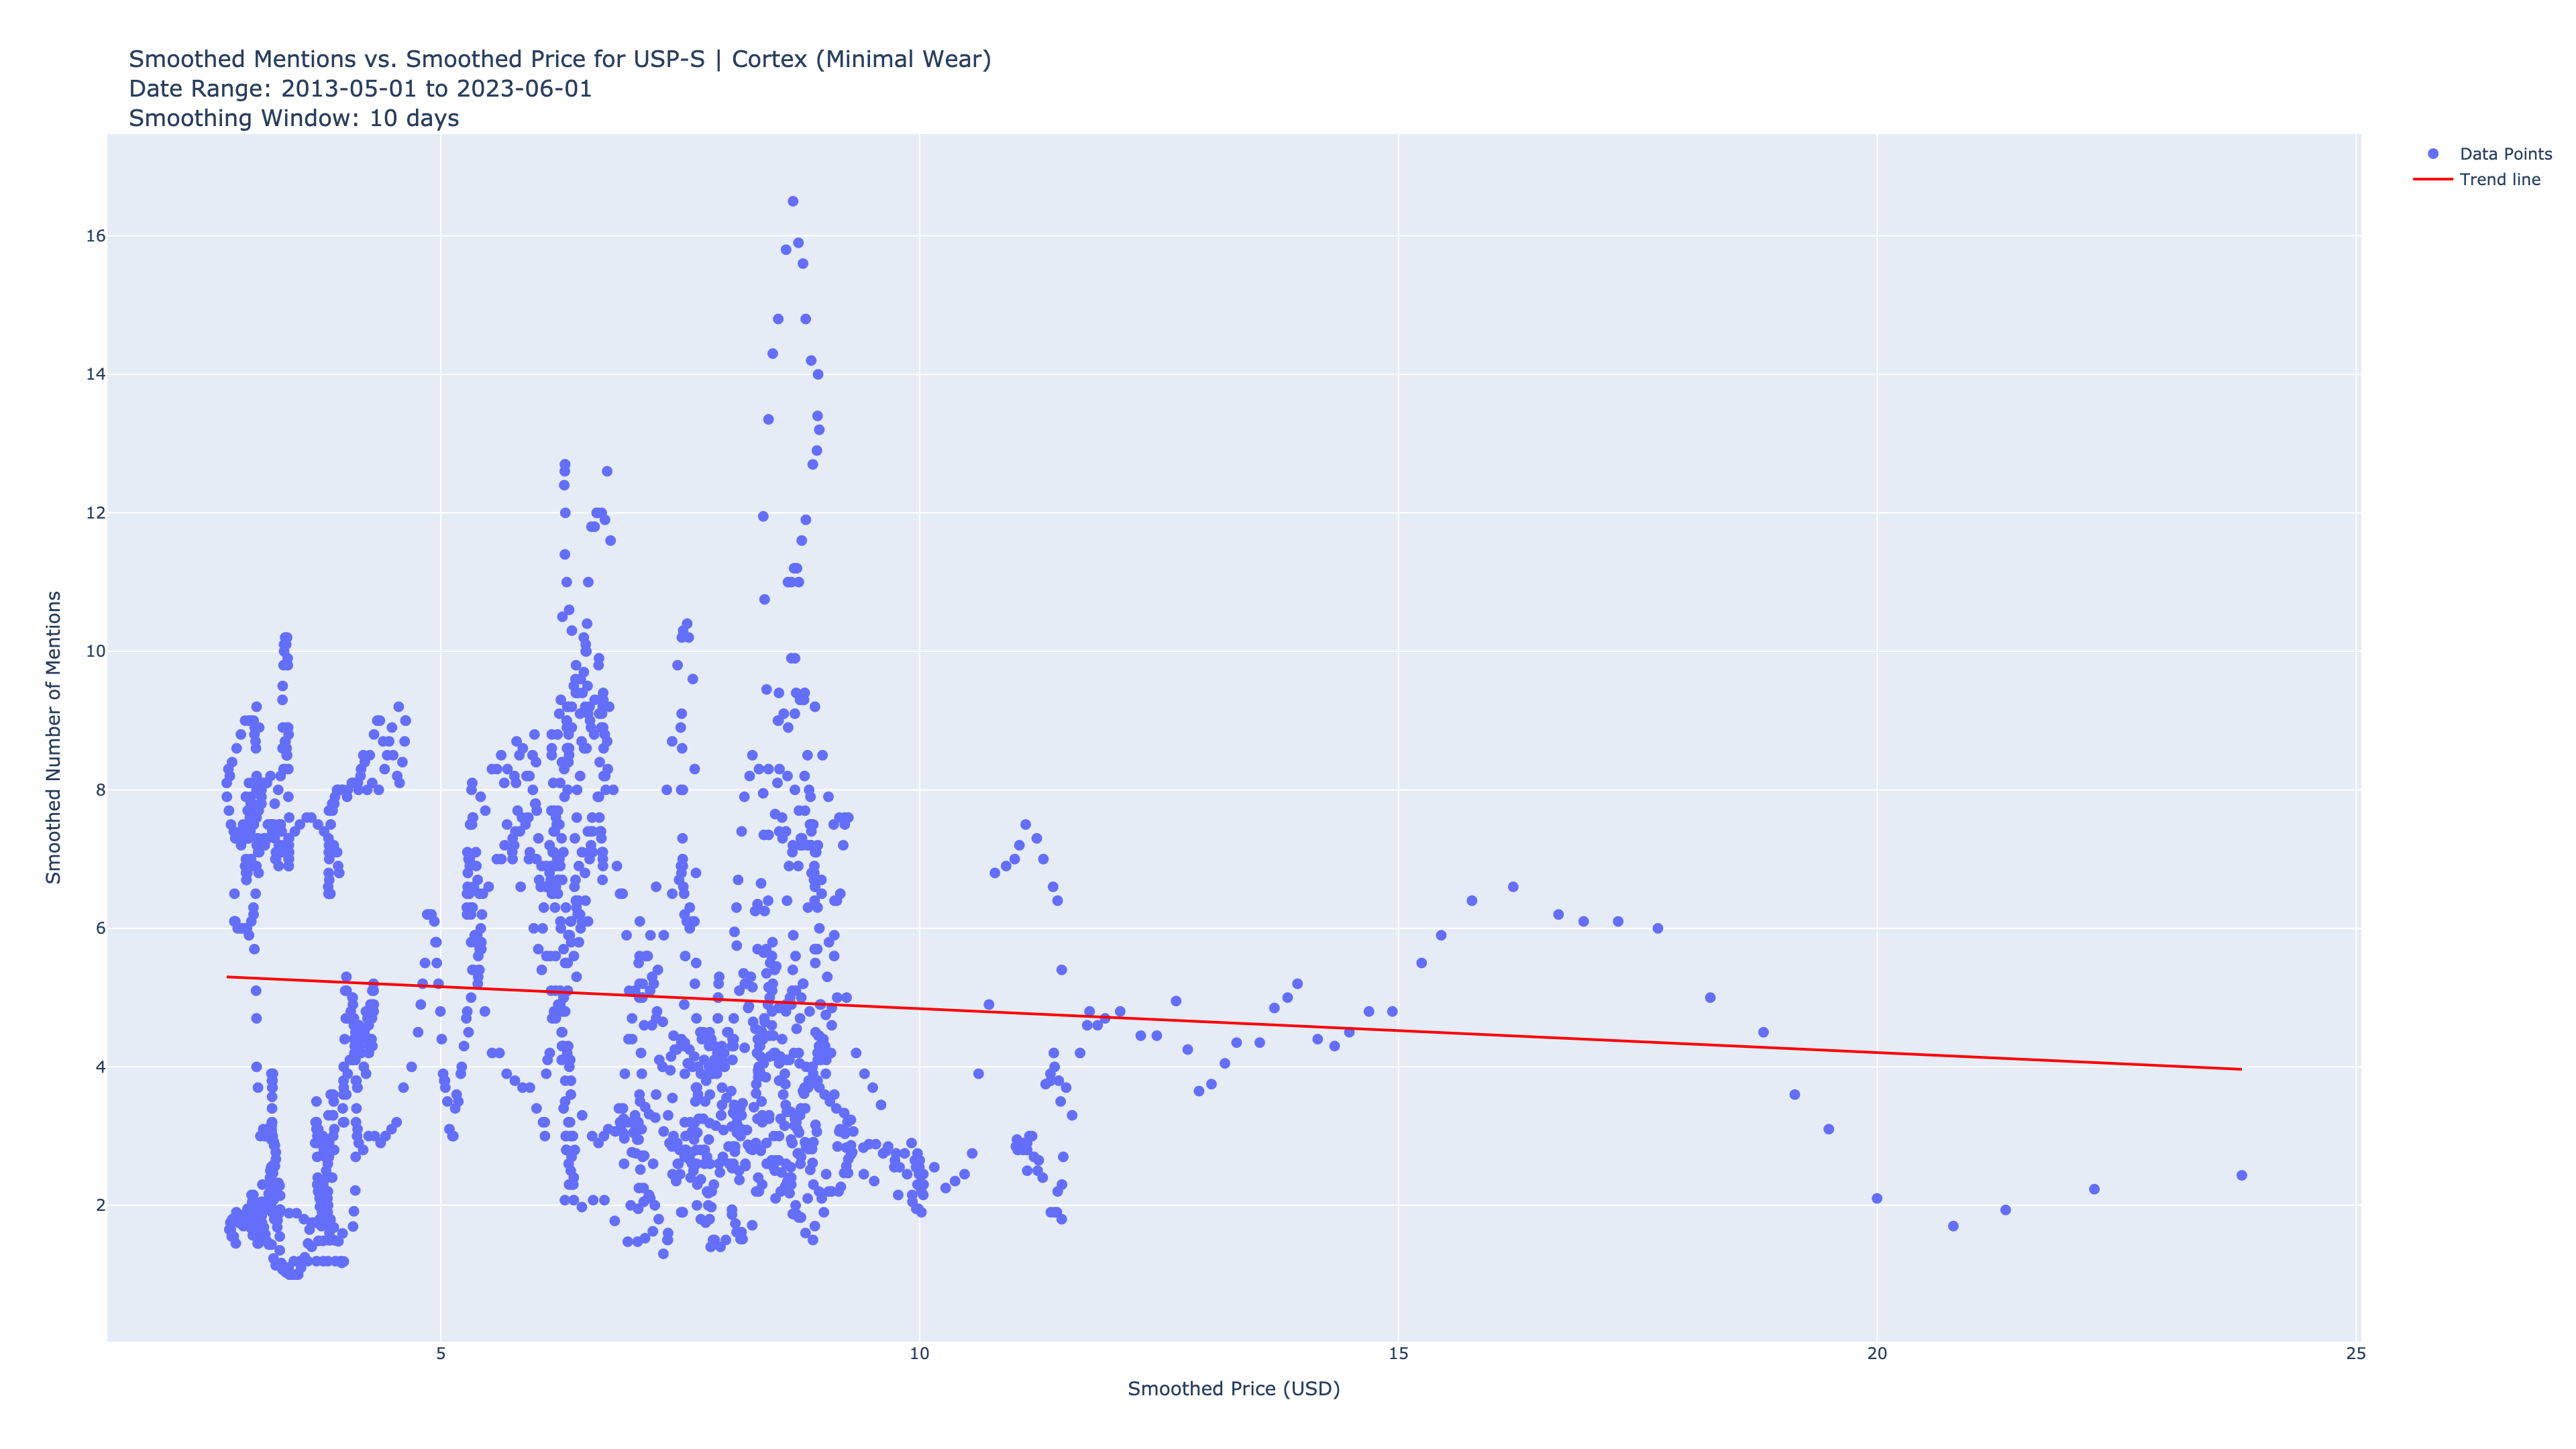 Smoothed Mentions vs. Smoothed Price for USP-S | Cortex (Minimal Wear)
Date Range: 2013-05-01 to 2023-06-01
Smoothing Window: 10 days
Data Points
Trend line
16
14
12
10
8
6
4
2
Smoothed Number of Mentions
5
10
15
20
25
Smoothed Price (USD)